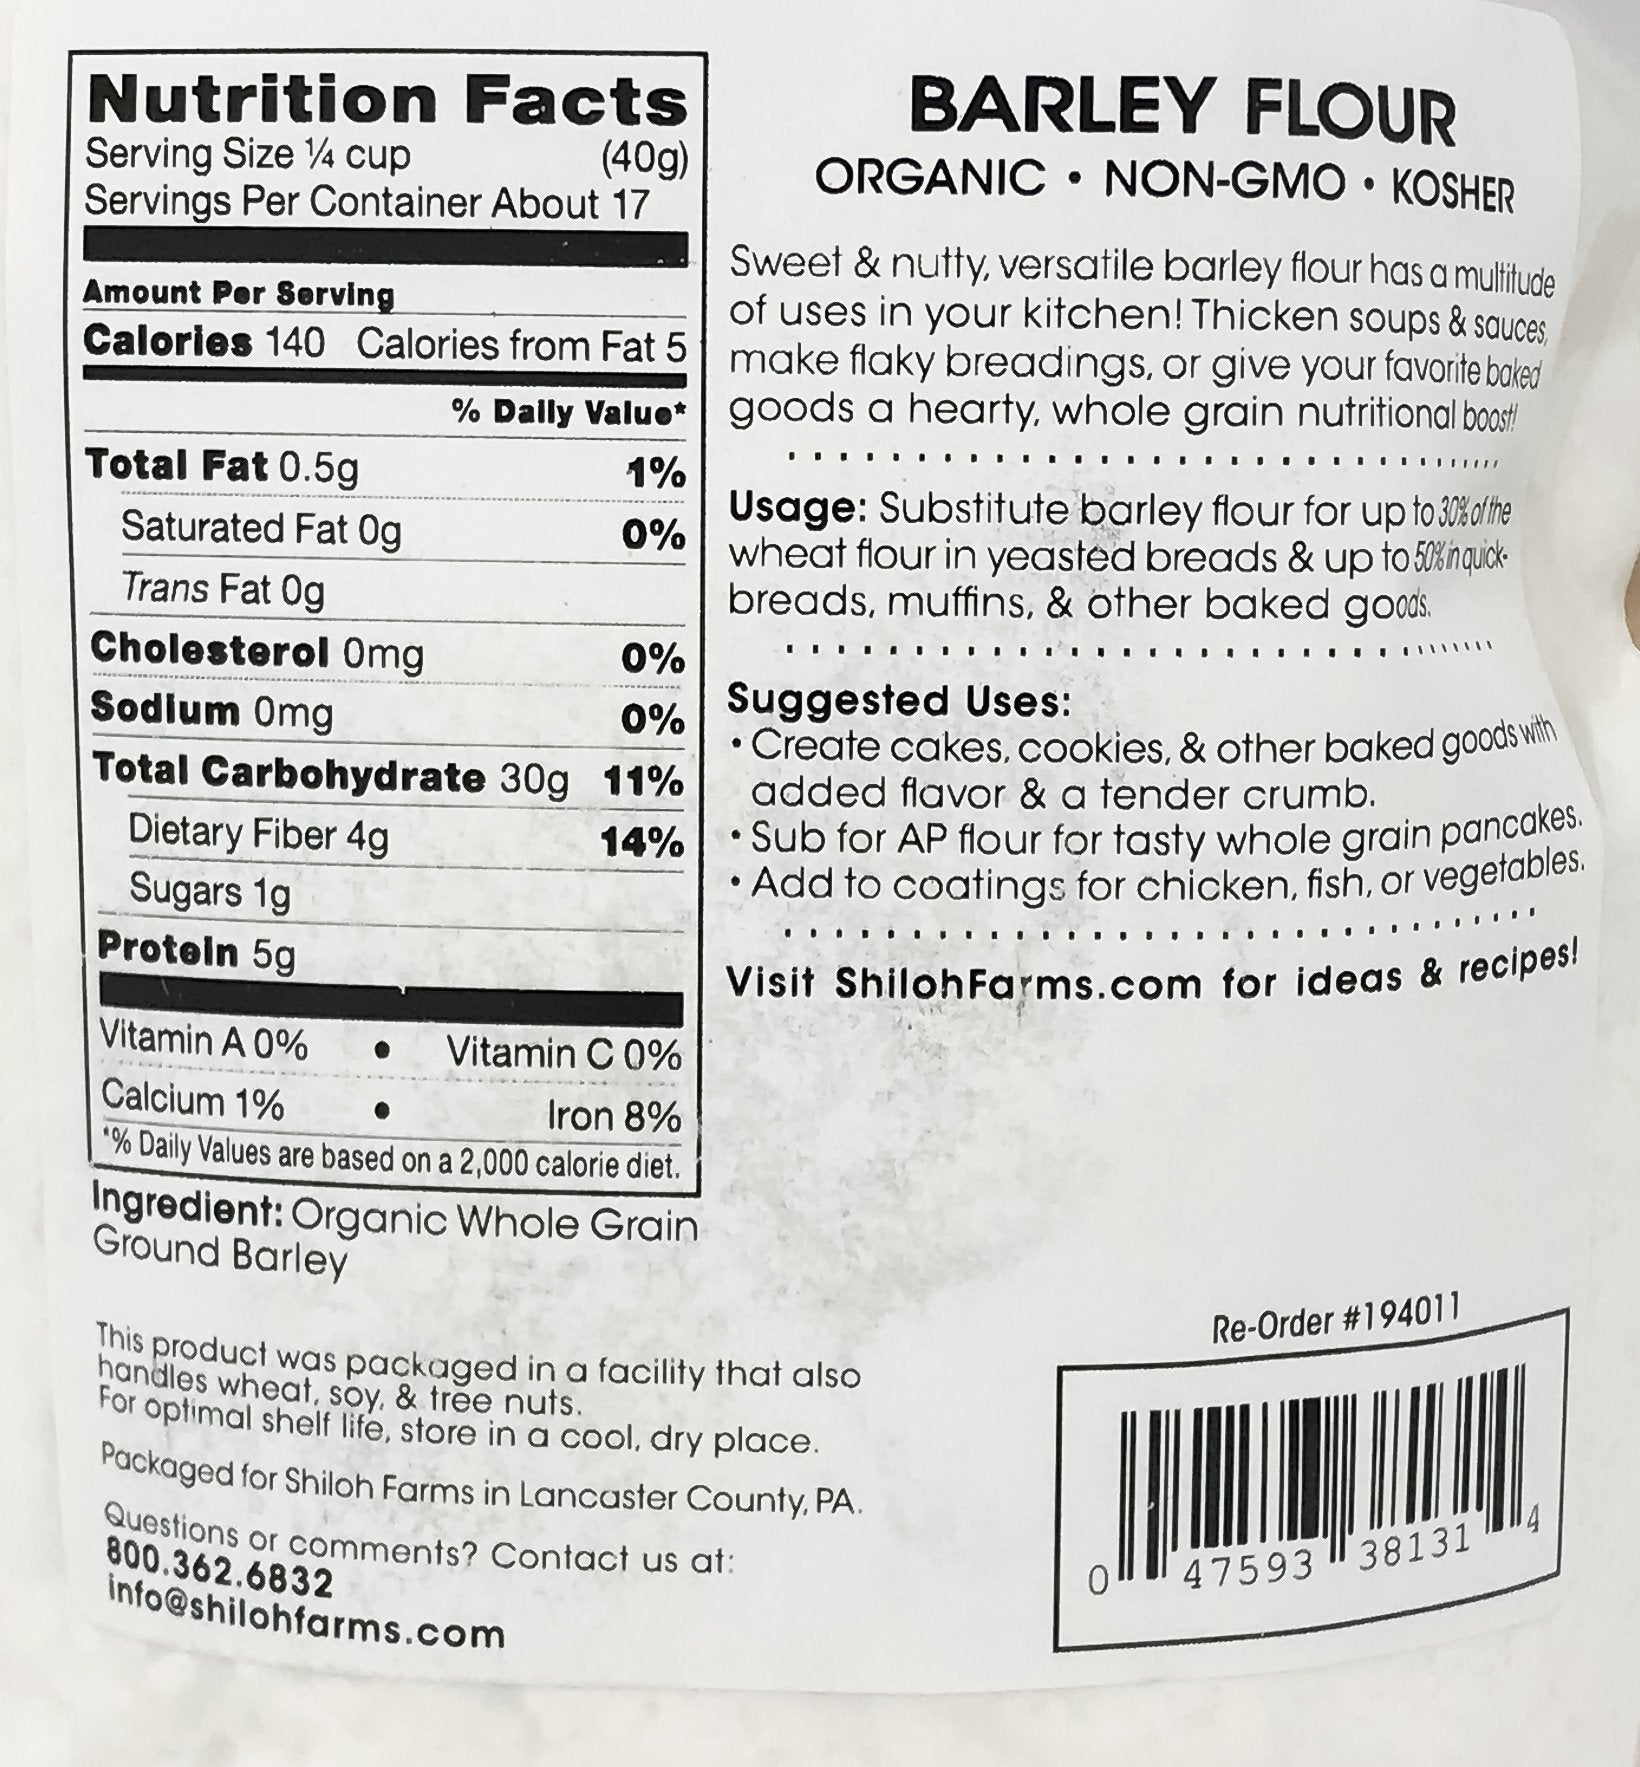 Nutrition Facts
Serving Size ¼ cup (40g)
Servings Per Container About 17
Amount Per Serving
Calories 140 Calories from Fat 5
% Daily Value*
Total Fat 0.5g 1%
Saturated Fat 0g 0%
Trans Fat 0g
Cholesterol 0mg 0%
Sodium 0mg 0%
Total Carbohydrate 30g 11%
Dietary Fiber 4g 14%
Sugars 1g
Protein 5g
Vitamin A 0% • Vitamin C 0%
Calcium 1% • Iron 8%
*% Daily Values are based on a 2,000 calorie diet.
Ingredient: Organic Whole Grain
Ground Barley
This product was packaged in a facility that also
handles wheat, soy, & tree nuts.
For optimal shelf life, store in a cool, dry place.
Packaged for Shiloh Farms in Lancaster County, PA.
Questions or comments? Contact us at:
800.362.6832
info@shilohfarms.com
BARLEY FLOUR
ORGANIC • NON-GMO • KOSHER
Sweet & nutty, versatile barley flour has a multitude
of uses in your kitchen! Thicken soups & sauces,
make flaky breadings, or give your favorite baked
goods a hearty, whole grain nutritional boost!
Usage: Substitute barley flour for up to 30% of the
wheat flour in yeasted breads & up to 50% in quick-
breads, muffins, & other baked goods.
Suggested Uses:
• Create cakes, cookies, & other baked goods with
added flavor & a tender crumb.
• Sub for AP flour for tasty whole grain pancakes.
• Add to coatings for chicken, fish, or vegetables.
Visit ShilohFarms.com for ideas & recipes!
Re-Order #194011
0 47593 38131 4